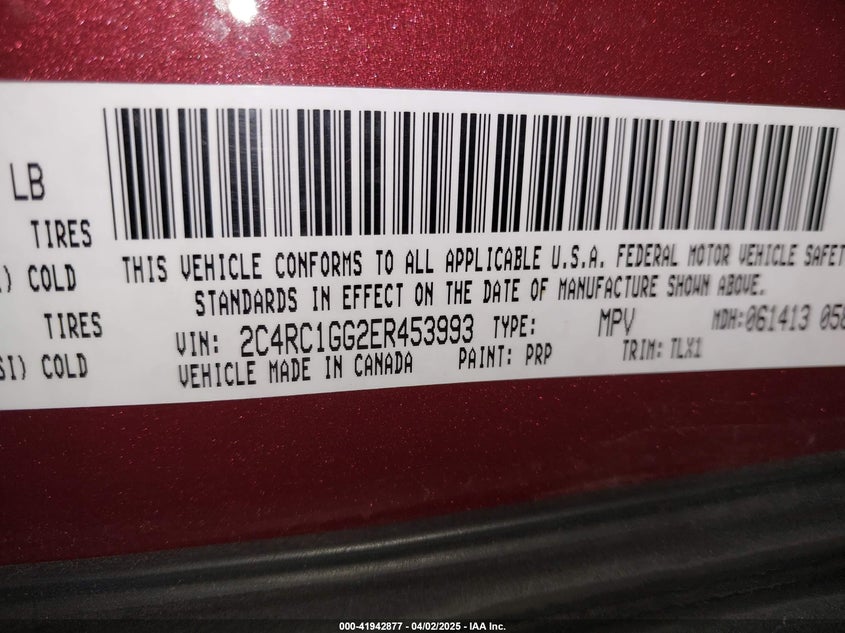 LB
TIRES
COLD
THIS VEHICLE CONFORMS TO ALL APPLICABLE U.S.A. FEDERAL MOTOR VEHICLE SAFET
STANDARDS IN EFFECT ON THE DATE OF MANUFACTURE SHOWN ABOVE.
TIRES
SI) COLD
VIN: 2C4RC1GG2ER453993 TYPE: MPV MDH:061413 058
VEHICLE MADE IN CANADA PAINT: PRP TRIM: TLX1
000-41942877 - 04/02/2025 - IAA Inc.